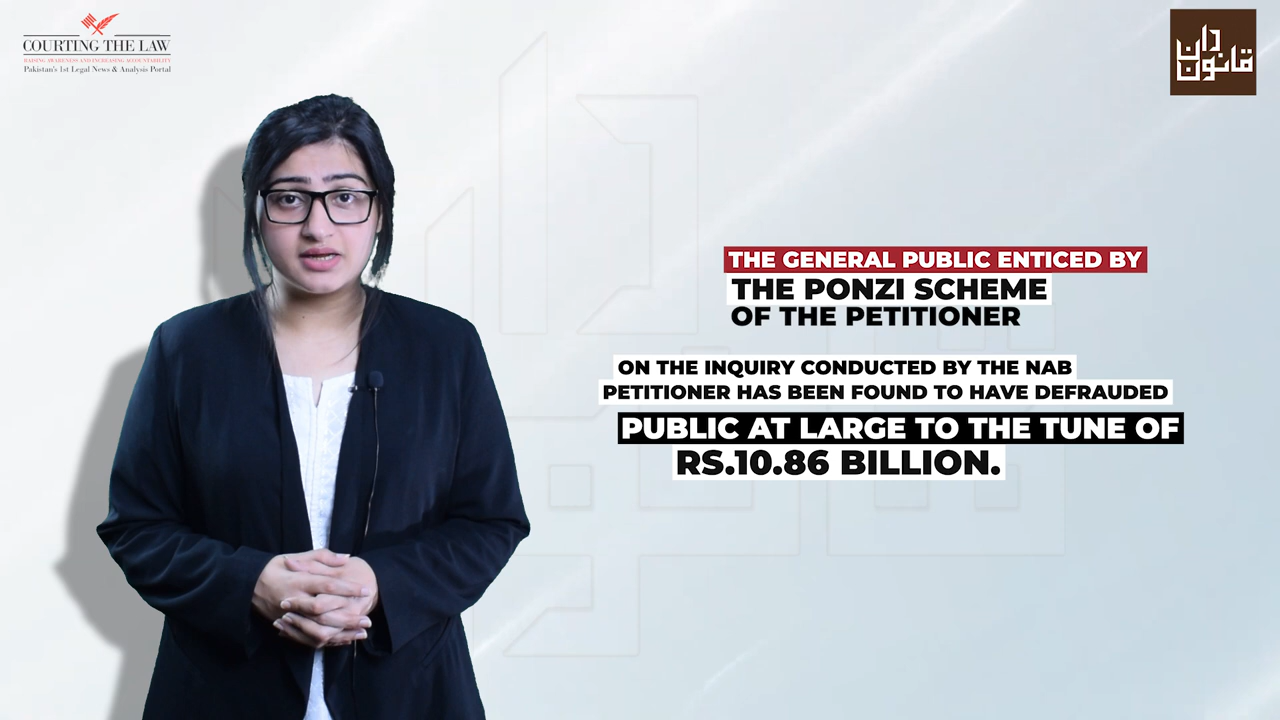 COURTING THE LAW
RAISING AWARENESS AND INCREASING ACCOUNTABILITY
Pakistan's 1st Legal News & Analysis Portal
قانون دان
THE GENERAL PUBLIC ENTICED BY
THE PONZI SCHEME
OF THE PETITIONER
ON THE INQUIRY CONDUCTED BY THE NAB
PETITIONER HAS BEEN FOUND TO HAVE DEFRAUDED
PUBLIC AT LARGE TO THE TUNE OF
RS.10.86 BILLION.